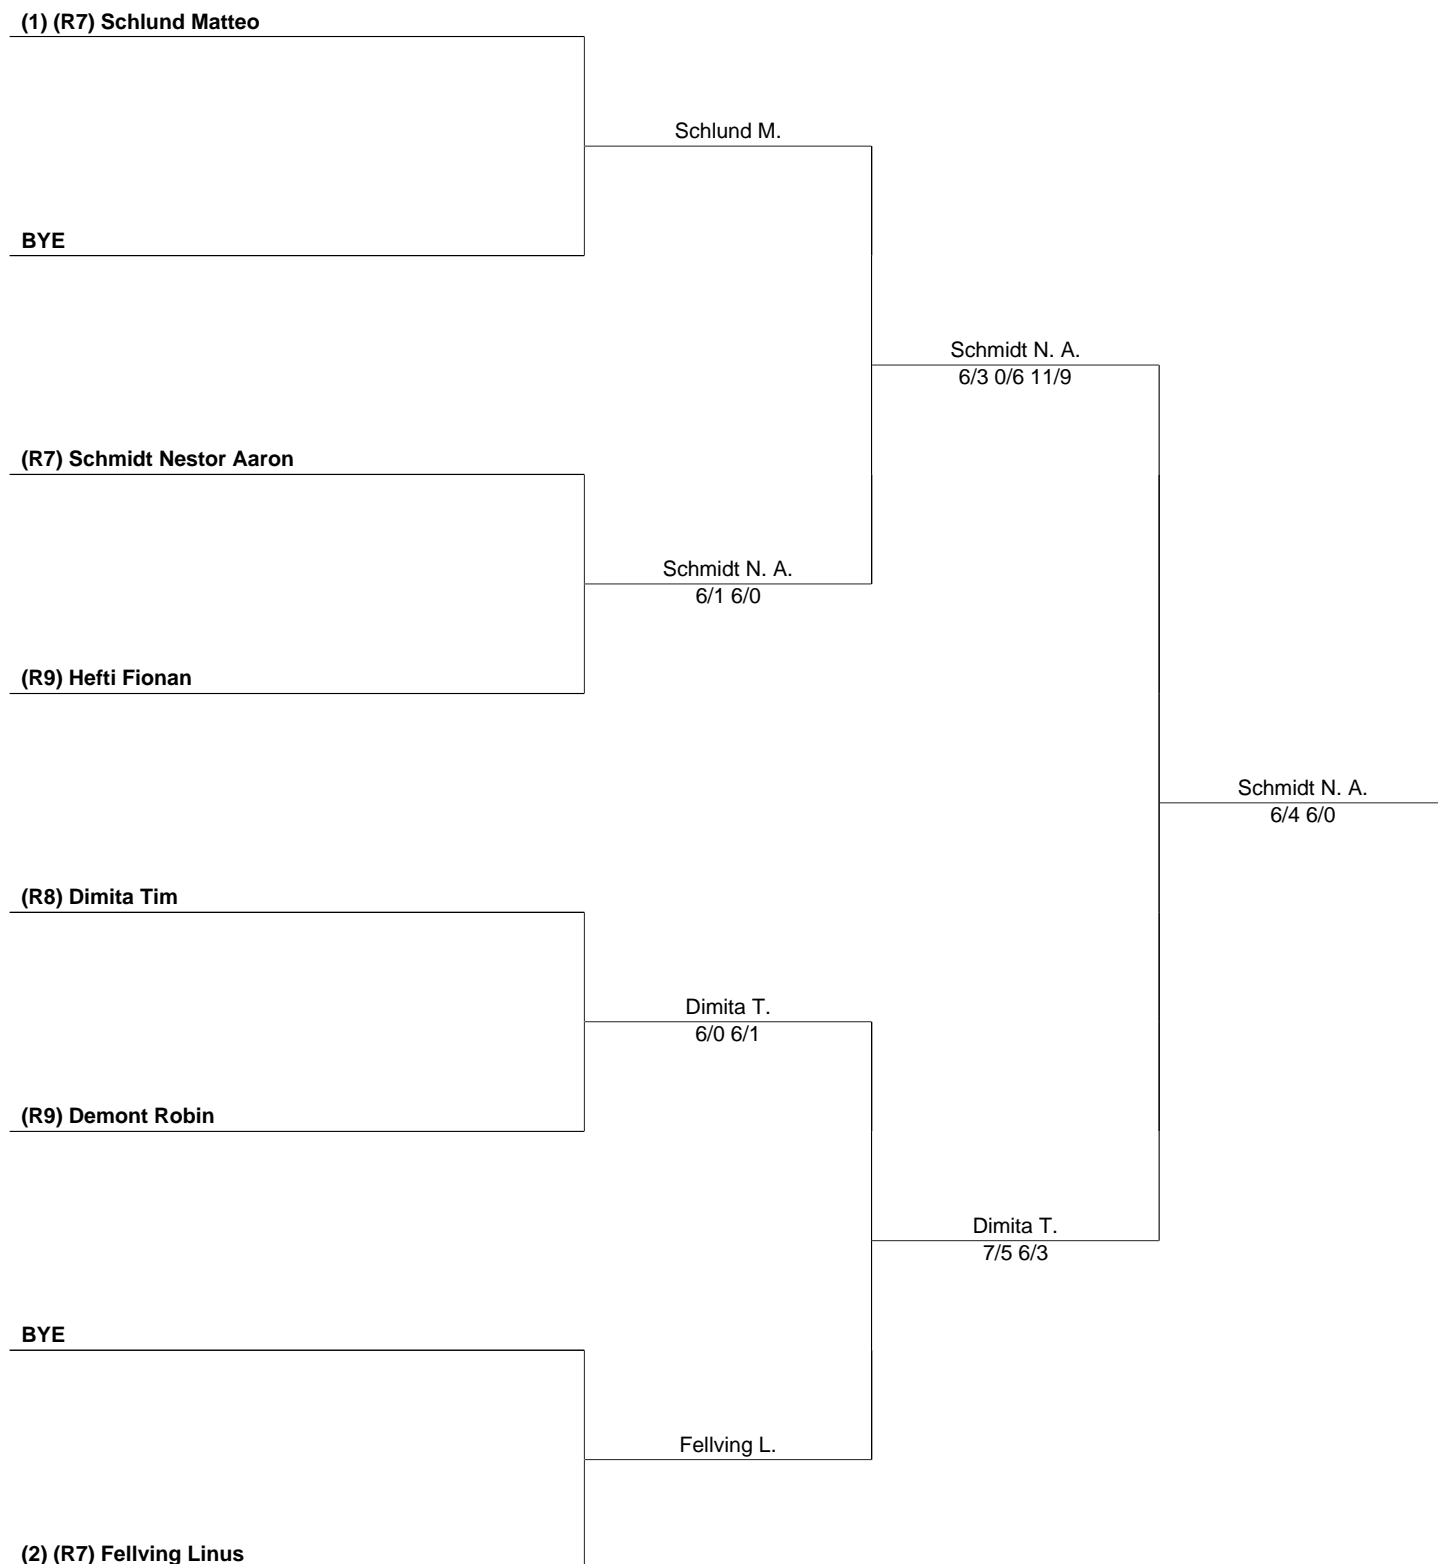 (1) (R7) Schlund Matteo
Schlund M.
BYE
Schmidt N. A.
6/3 0/6 11/9
(R7) Schmidt Nestor Aaron
Schmidt N. A.
6/1 6/0
(R9) Hefti Fionan
Schmidt N. A.
6/4 6/0
(R8) Dimita Tim
Dimita T.
6/0 6/1
(R9) Demont Robin
Dimita T.
7/5 6/3
BYE
Fellving L.
(2) (R7) Fellving Linus